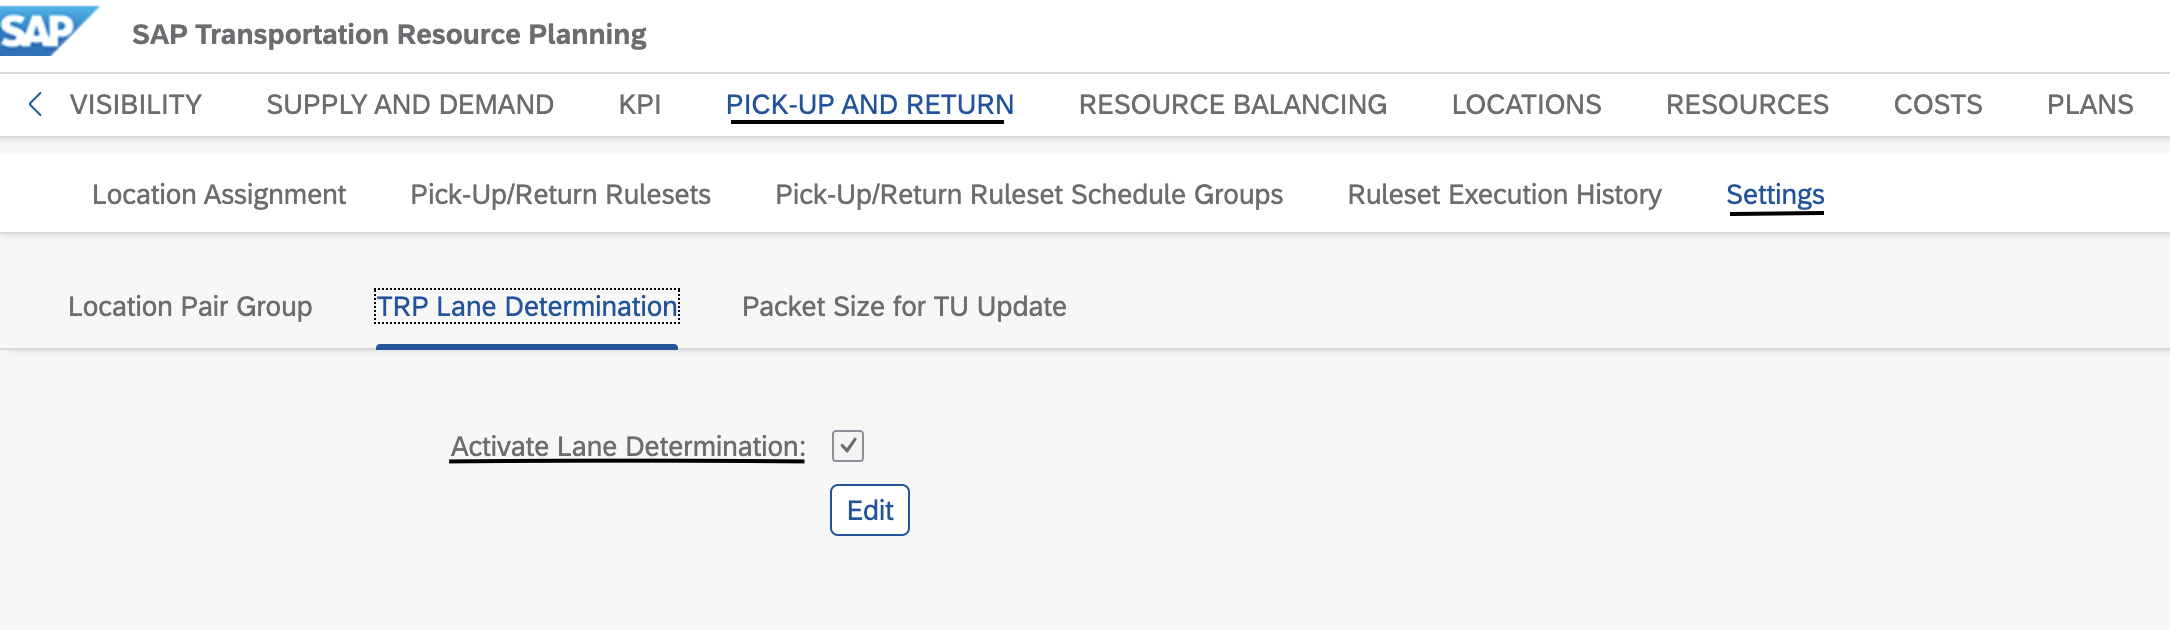 SAP
SAP Transportation Resource Planning
VISIBILITY SUPPLY AND DEMAND KPI PICK-UP AND RETURN RESOURCE BALANCING LOCATIONS RESOURCES COSTS PLANS
Location Assignment Pick-Up/Return Rulesets Pick-Up/Return Ruleset Schedule Groups Ruleset Execution History Settings
Location Pair Group TRP Lane Determination Packet Size for TU Update
Activate Lane Determination:
Edit